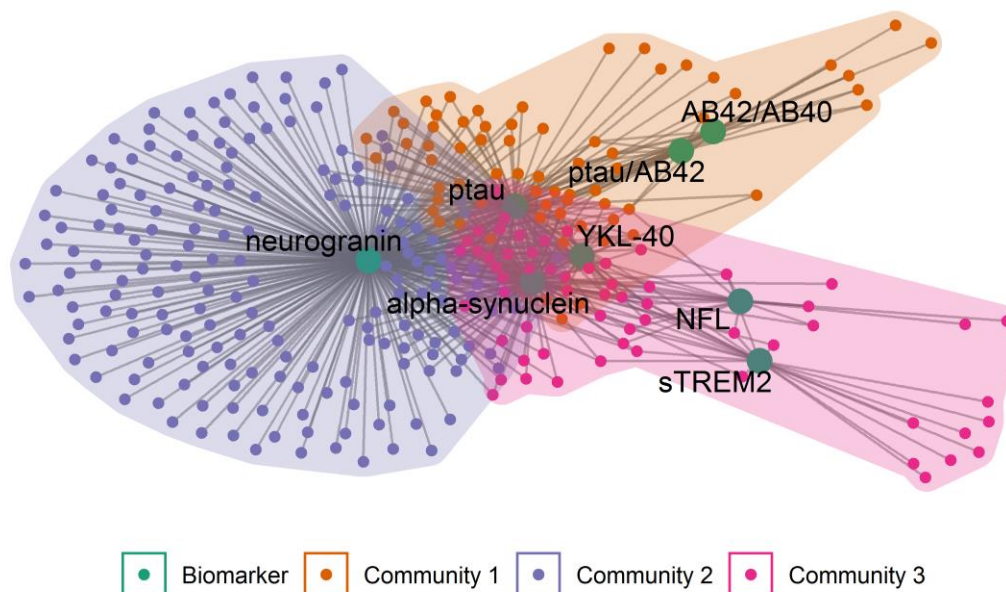 AB42/AB40
ptau/AB42
ptau
YKL-40
neurogranin
alpha-synuclein
NFL
sTREM2
Biomarker Community 1 Community 2 Community 3